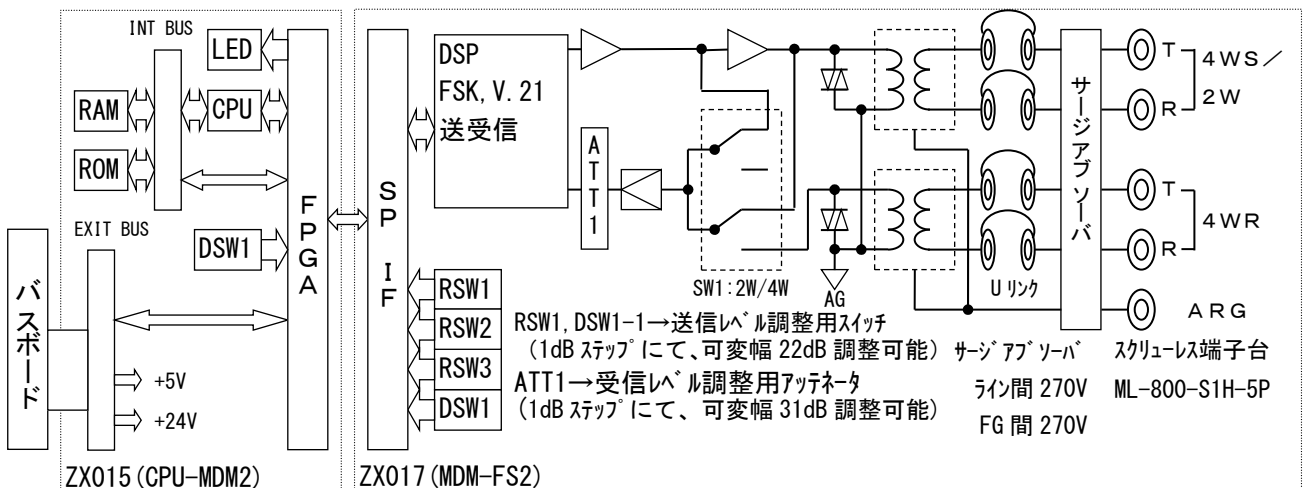 INT BUS
LED
RAM
CPU
ROM
EXIT BUS
DSW1
FPGA
バスボード
+5V
+24V
ZX015(CPU-MDM2)
SP IF
DSP
FSK,V.21
送受信
ATT1
SW1:2W/4W
AG
RSW1
RSW2
RSW3
DSW1
RSW1,DSW1-1→送信ﾚﾍﾞﾙ調整用スイッチ
(1dB ｽﾃｯﾌﾟにて、可変幅 22dB 調整可能)
ATT1→受信ﾚﾍﾞﾙ調整用ｱｯﾃﾈｰﾀ
(1dB ｽﾃｯﾌﾟにて、可変幅 31dB 調整可能)
ZX017(MDM-FS2)
U ﾘﾝｸ
サージアブソーバ
T
R
4WS/
2W
T
R
4WR
ARG
ｻｰｼﾞｱﾌﾞｿｰﾊﾞ
ライン間 270V
FG 間 270V
ｽｸﾘｭｰﾚｽ端子台
ML-800-S1H-5P